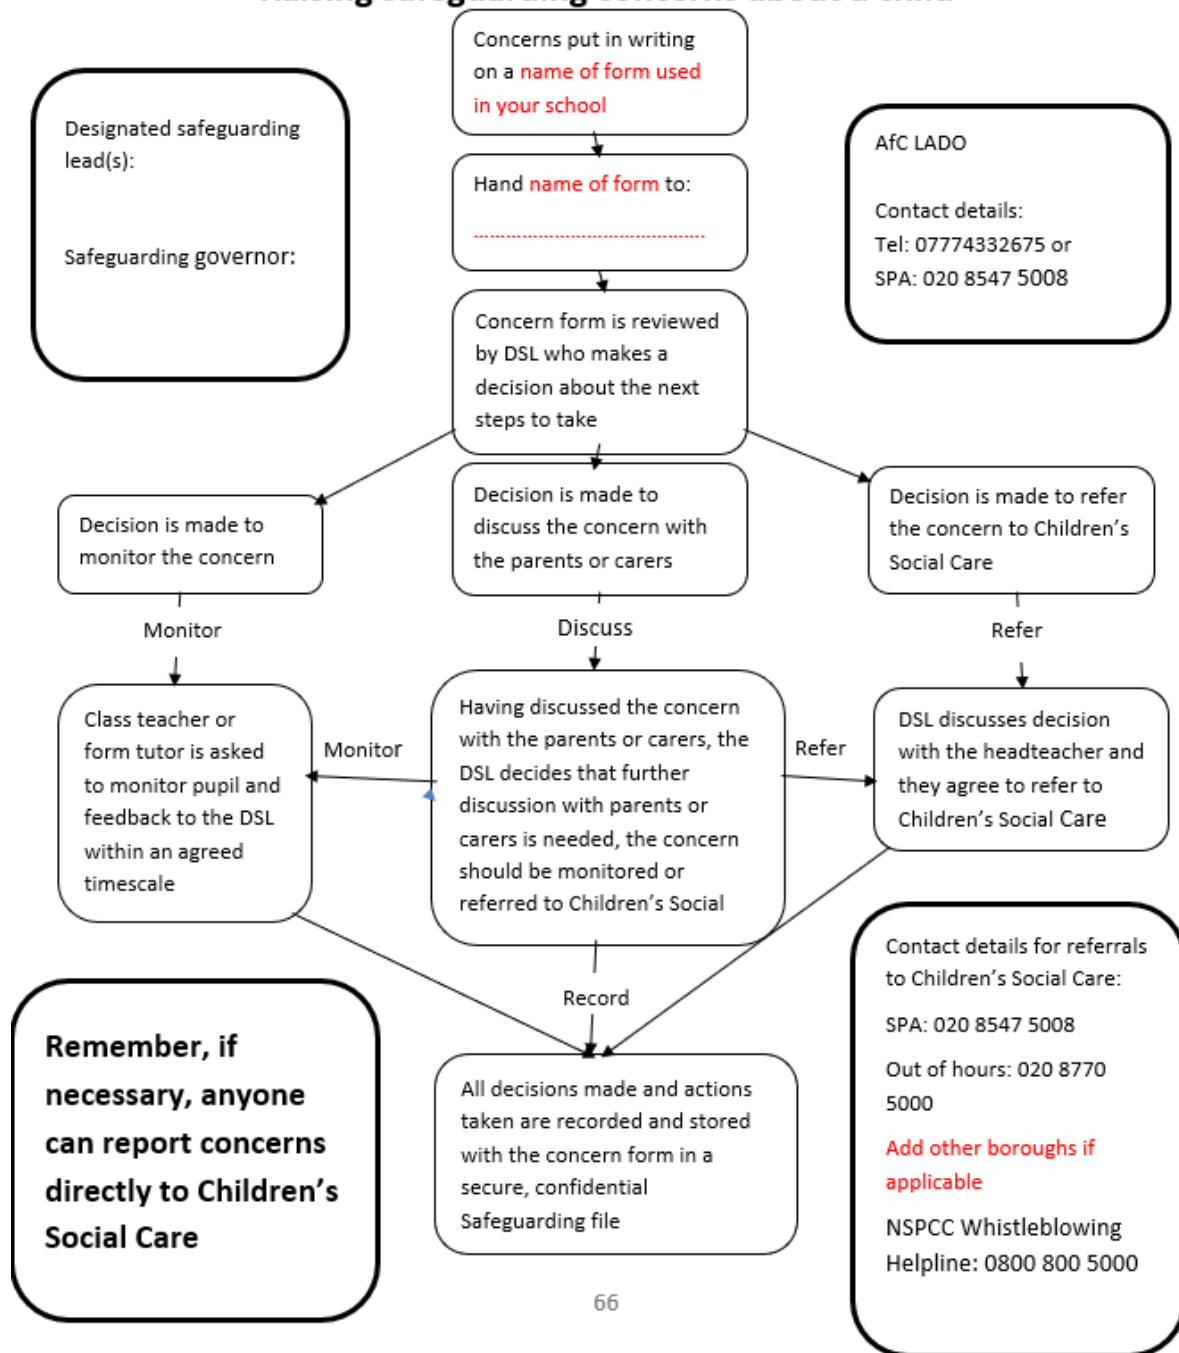 Raising safeguarding concerns about a child
Concerns put in writing
on a name of form used
in your school
Designated safeguarding
lead(s):
Safeguarding governor:
AfC LADO
Contact details:
Tel: 07774332675 or
SPA: 020 8547 5008
Hand name of form to:
.............................................
Concern form is reviewed
by DSL who makes a
decision about the next
steps to take
Decision is made to
monitor the concern
Decision is made to
discuss the concern with
the parents or carers
Decision is made to refer
the concern to Children's
Social Care
Monitor
Discuss
Refer
Class teacher or
form tutor is asked
to monitor pupil and
feedback to the DSL
within an agreed
timescale
Monitor
Having discussed the concern
with the parents or carers, the
DSL decides that further
discussion with parents or
carers is needed, the concern
should be monitored or
referred to Children's Social
Refer
DSL discusses decision
with the headteacher and
they agree to refer to
Children's Social Care
Record
Remember, if
necessary, anyone
can report concerns
directly to Children's
Social Care
All decisions made and actions
taken are recorded and stored
with the concern form in a
secure, confidential
Safeguarding file
Contact details for referrals
to Children's Social Care:
SPA: 020 8547 5008
Out of hours: 020 8770
5000
Add other boroughs if
applicable
NSPCC Whistleblowing
Helpline: 0800 800 5000
66